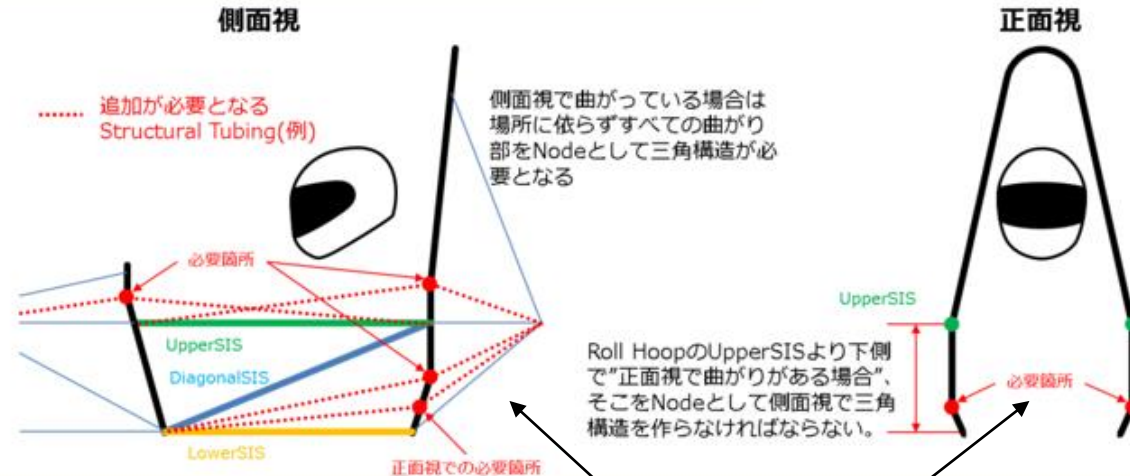 側面視
正面視
追加が必要となる
Structural Tubing(例)
側面視で曲がっている場合は
場所に依らずすべての曲がり
部をNodeとして三角構造が必
要となる
必要箇所
UpperSIS
DiagonalSIS
LowerSIS
正面視での必要箇所
UpperSIS
Roll HoopのUpperSISより下側
で"正面視で曲がりがある場合"、
そこをNodeとして側面視で三角
構造を作らなければならない。
必要箇所